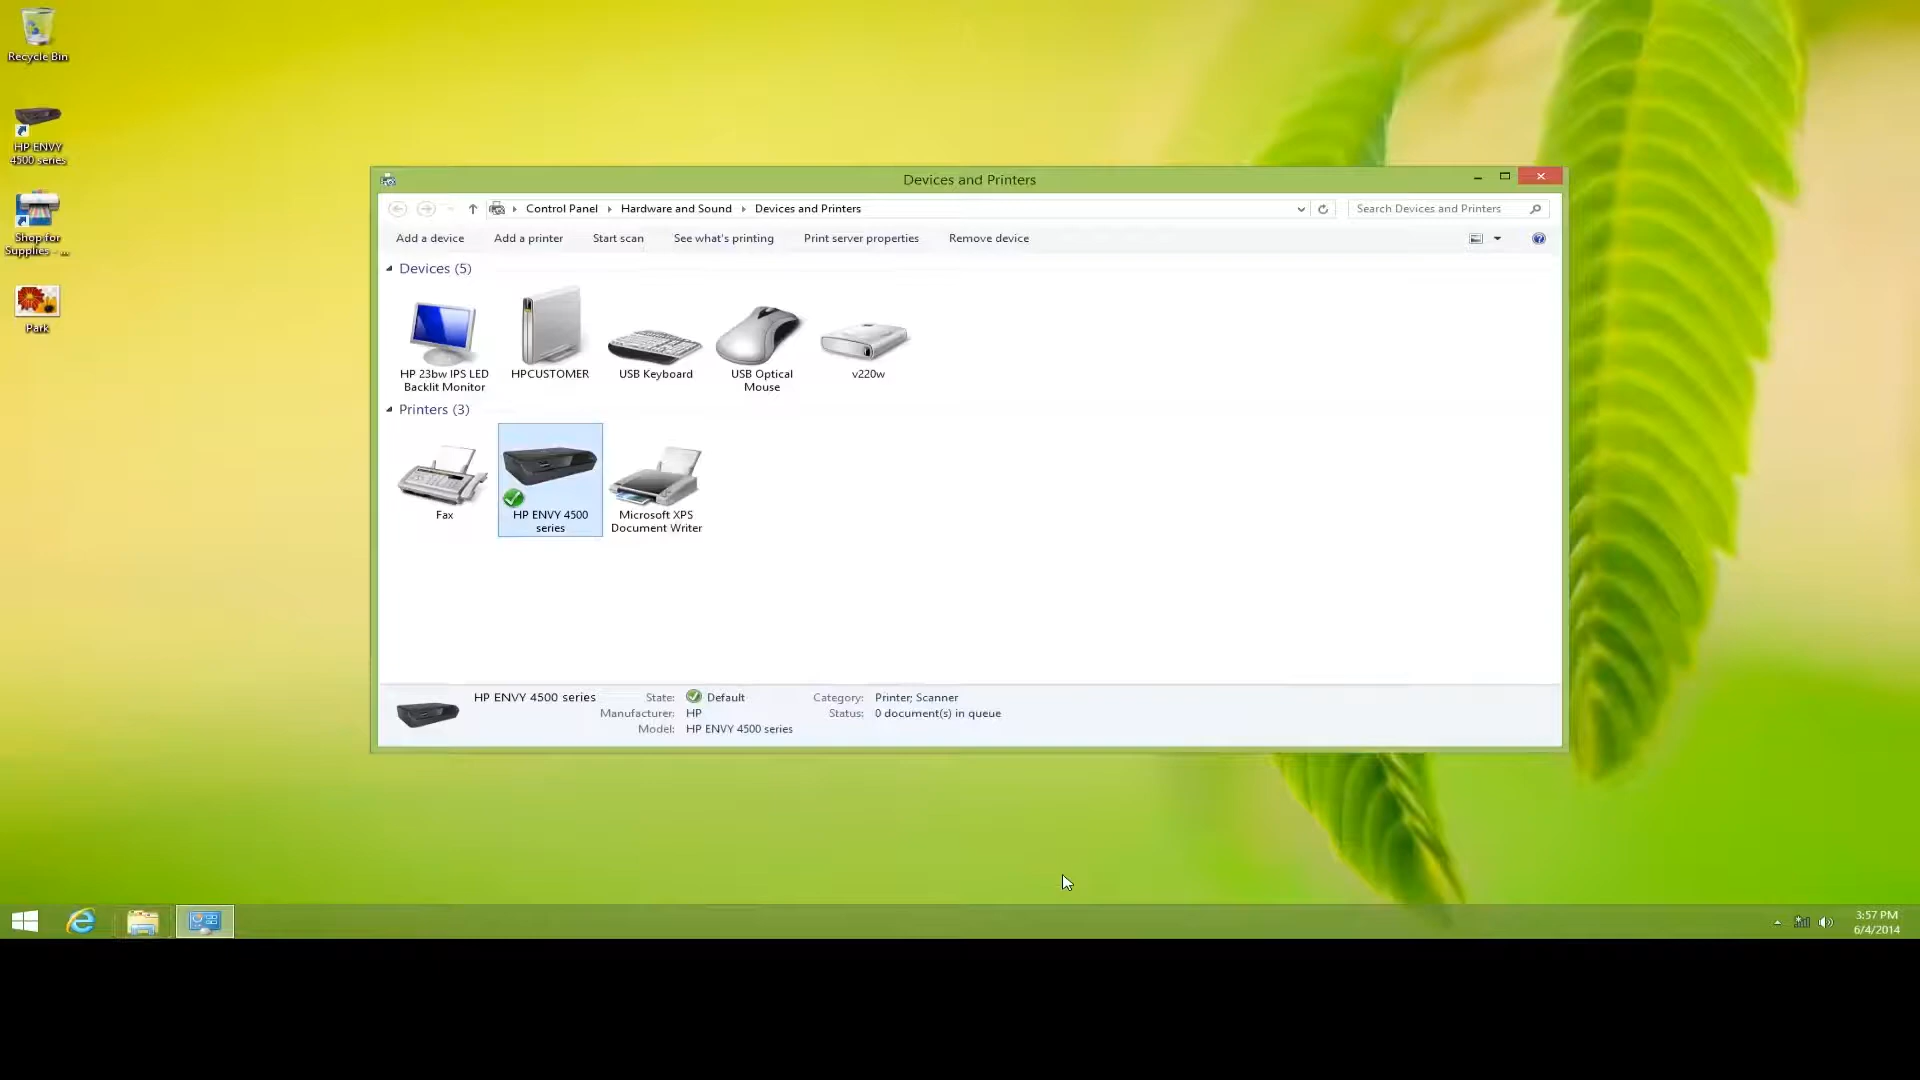 Recycle Bin
HP ENVY
4500 series
Shop for
Supplies - ...
Park
Devices and Printers
Control Panel
Hardware and Sound
Devices and Printers
Search Devices and Printers
Add a device
Add a printer
Start scan
See what's printing
Print server properties
Remove device
Devices (5)
HP 23bw IPS LED
Backlit Monitor
HPCUSTOMER
USB Keyboard
USB Optical
Mouse
v220w
Printers (3)
Fax
HP ENVY 4500
series
Microsoft XPS
Document Writer
HP ENVY 4500 series
State: Default
Category: Printer; Scanner
Manufacturer: HP
Status: 0 document(s) in queue
Model: HP ENVY 4500 series
3:57 PM
6/4/2014